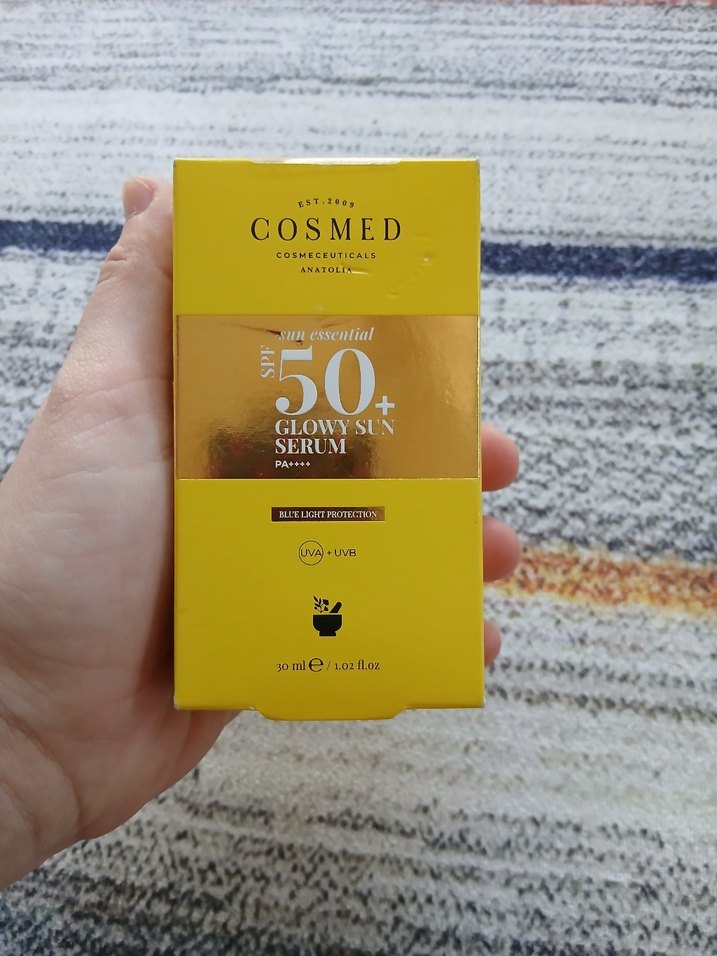 EST.2009
COSMED
COSMECEUTICALS
ANATOLIA
sun essential
SPF 50+
GLOWY SUN
SERUM
PA++++
BLUE LIGHT PROTECTION
UVA + UVB
30 ml ℮ / 1.02 fl.oz